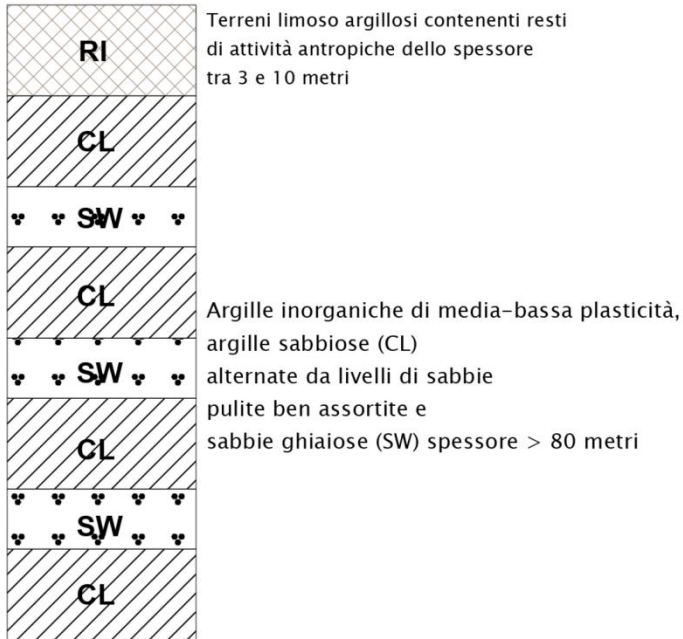 RI
Terreni limoso argillosi contenenti resti
di attività antropiche dello spessore
tra 3 e 10 metri
CL
SW
CL
SW
CL
SW
CL
Argille inorganiche di media-bassa plasticità,
argille sabbiose (CL)
alternate da livelli di sabbie
pulite ben assortite e
sabbie ghiaiose (SW) spessore > 80 metri